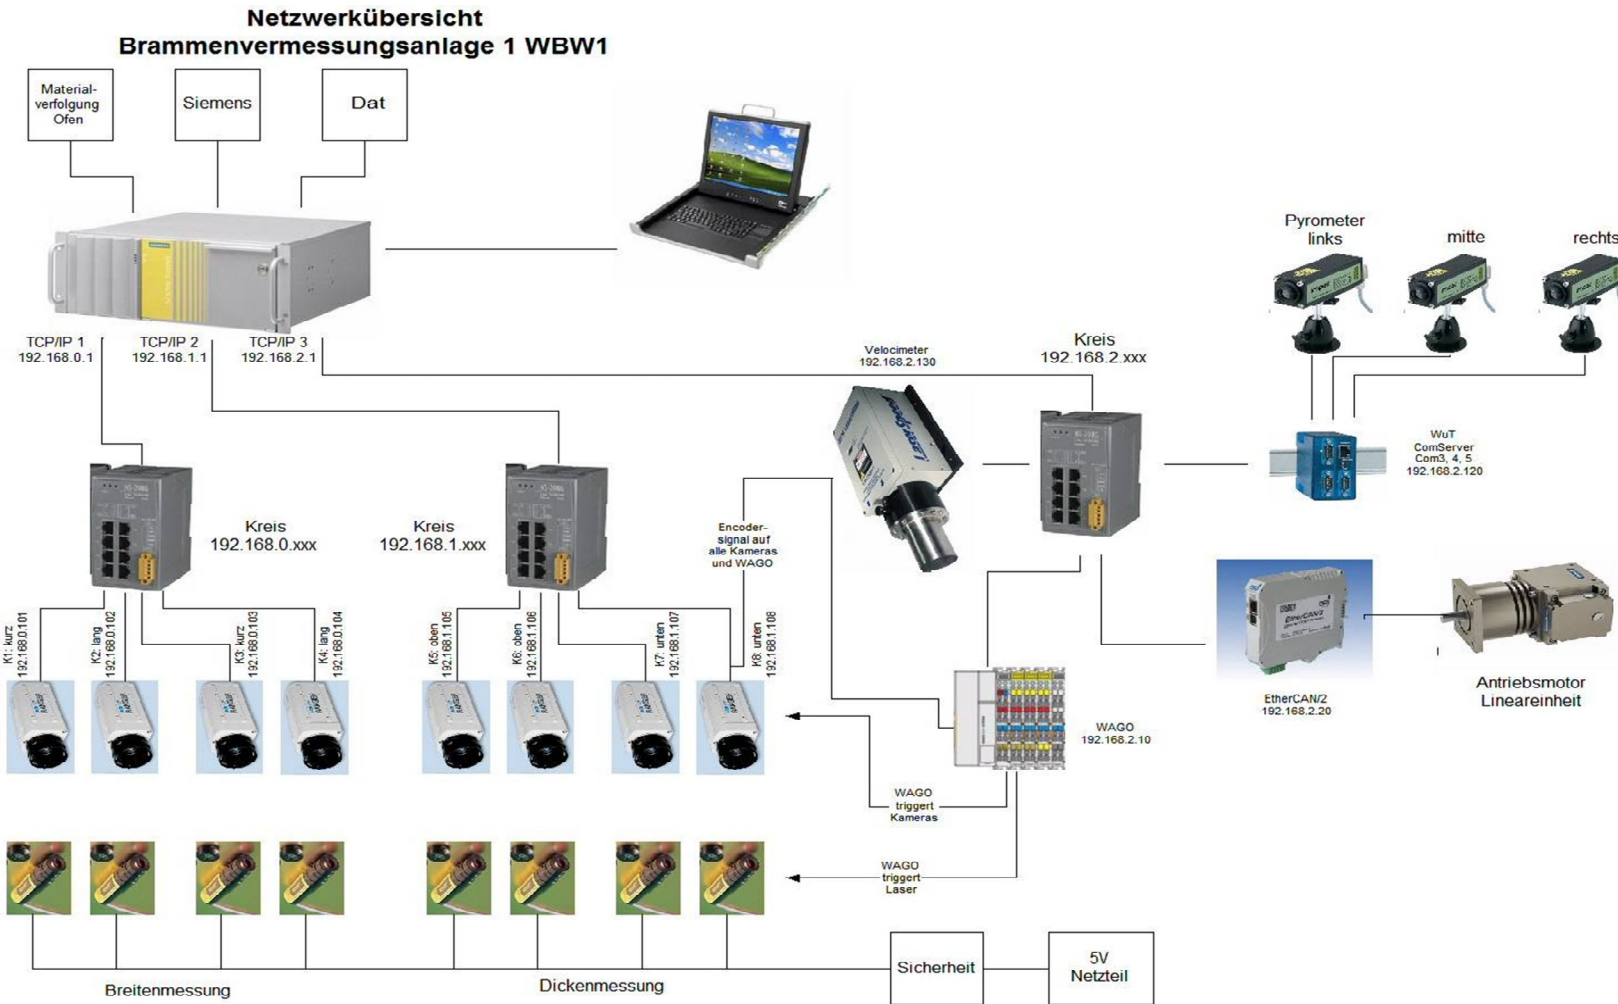 Netzwerkübersicht
Brammenvermessungsanlage 1 WBW1
Material-
verfolgung
Ofen
Siemens
Dat
TCP/IP 1
192.168.0.1
TCP/IP 2
192.168.1.1
TCP/IP 3
192.168.2.1
Velocimeter
192.168.2.130
Kreis
192.168.2.xxx
Pyrometer
links
mitte
rechts
WuT
ComServer
Com3, 4, 5
192.168.2.120
Kreis
192.168.0.xxx
Kreis
192.168.1.xxx
Encoder-
signal auf
alle Kameras
und WAGO
K1: kurz
192.168.0.101
K2: lang
192.168.0.102
K3: kurz
192.168.0.103
K4: lang
192.168.0.104
K5: oben
192.168.1.105
K6: oben
192.168.1.106
K7: unten
192.168.1.107
K8: unten
192.168.1.108
EtherCAN/2
EtherCAN/2
192.168.2.20
Antriebsmotor
Lineareinheit
WAGO
192.168.2.10
WAGO
triggert
Kameras
WAGO
triggert
Laser
Sicherheit
5V
Netzteil
Breitenmessung
Dickenmessung